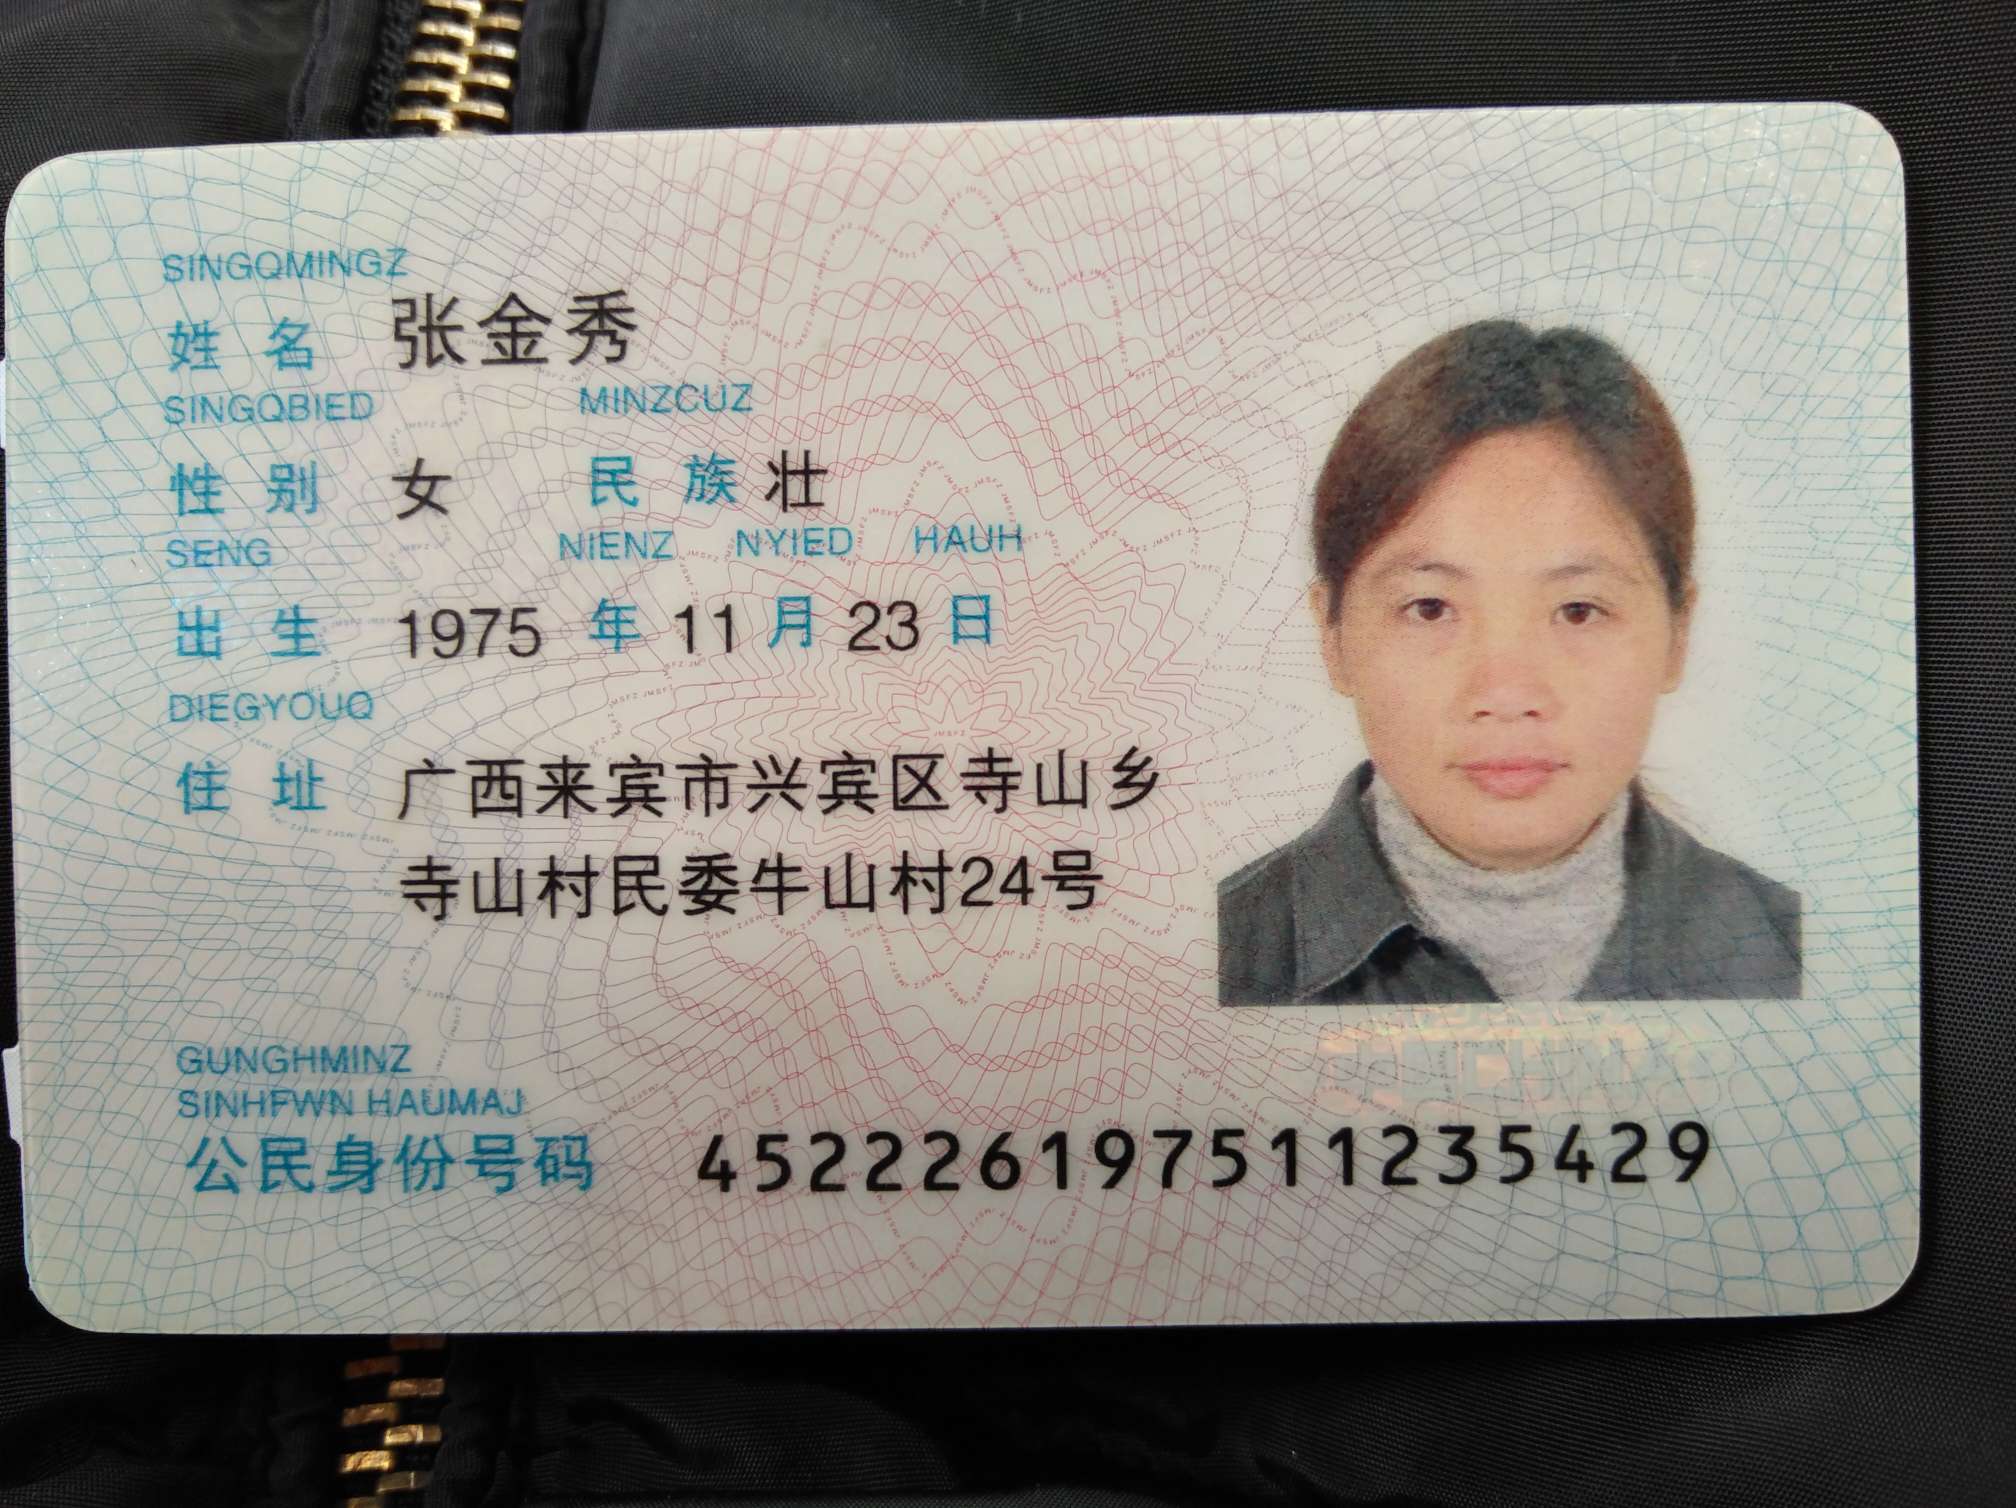 SINGQMINGZ
姓 名 张金秀
SINGQBIED MINZCUZ
性 别 女 民 族 壮
SENG NIENZ NYIED HAUH
出 生 1975 年 11 月 23 日
DIEGYOUQ
住 址 广西来宾市兴宾区寺山乡
寺山村民委牛山村24号
GUNGHMINZ
SINHFWN HAUMAJ
公民身份号码 452226197511235429